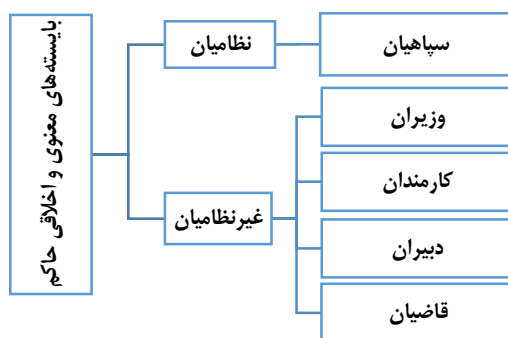 بایسته‌های معنوی و اخلاقی حاکم
نظامیان
سپاهیان
غیرنظامیان
وزیران
کارمندان
دبیران
قاضیان